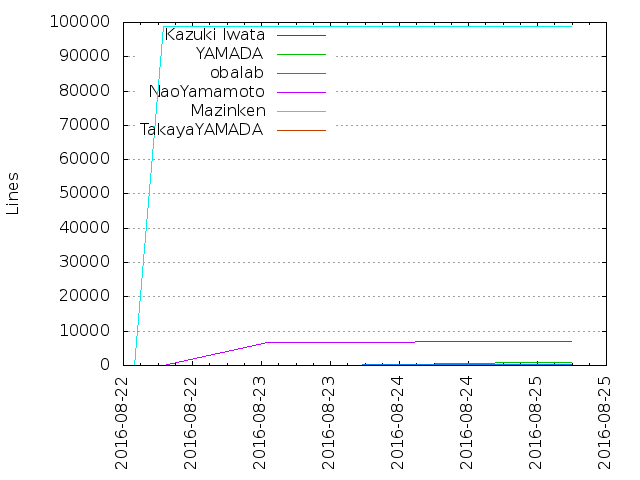 100000
90000
80000
70000
60000
50000
40000
30000
20000
10000
0
Lines
Kazuki Iwata
YAMADA
obalab
NaoYamamoto
Mazinken
TakayaYAMADA
2016-08-22
2016-08-22
2016-08-23
2016-08-23
2016-08-24
2016-08-24
2016-08-25
2016-08-25